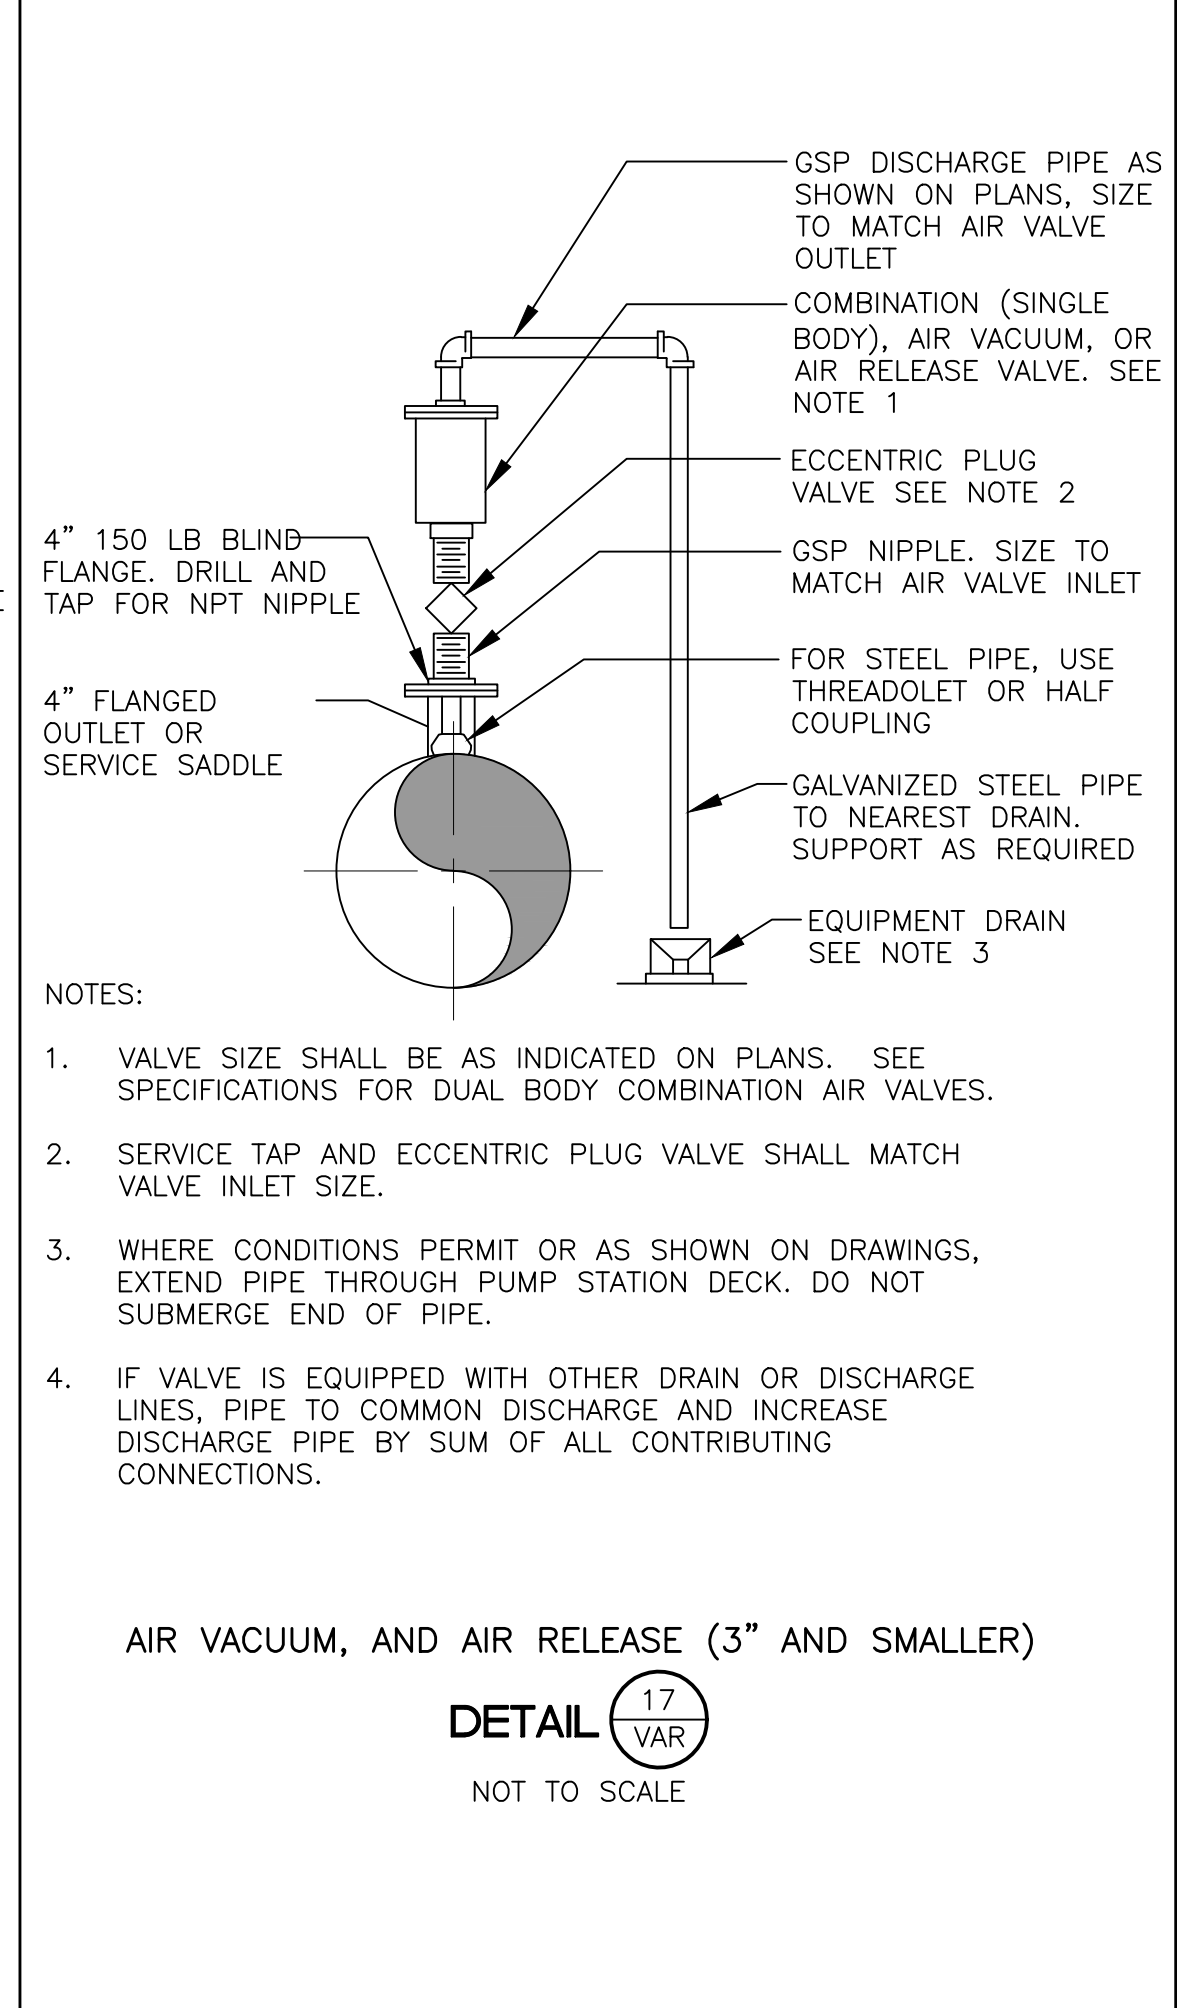 GSP DISCHARGE PIPE AS
SHOWN ON PLANS, SIZE
TO MATCH AIR VALVE
OUTLET
COMBINATION (SINGLE
BODY), AIR VACUUM, OR
AIR RELEASE VALVE. SEE
NOTE 1
ECCENTRIC PLUG
VALVE SEE NOTE 2
4" 150 LB BLIND
FLANGE. DRILL AND
TAP FOR NPT NIPPLE
GSP NIPPLE. SIZE TO
MATCH AIR VALVE INLET
FOR STEEL PIPE, USE
THREADOLET OR HALF
COUPLING
4" FLANGED
OUTLET OR
SERVICE SADDLE
GALVANIZED STEEL PIPE
TO NEAREST DRAIN.
SUPPORT AS REQUIRED
EQUIPMENT DRAIN
SEE NOTE 3
NOTES:
1. VALVE SIZE SHALL BE AS INDICATED ON PLANS. SEE
SPECIFICATIONS FOR DUAL BODY COMBINATION AIR VALVES.
2. SERVICE TAP AND ECCENTRIC PLUG VALVE SHALL MATCH
VALVE INLET SIZE.
3. WHERE CONDITIONS PERMIT OR AS SHOWN ON DRAWINGS,
EXTEND PIPE THROUGH PUMP STATION DECK. DO NOT
SUBMERGE END OF PIPE.
4. IF VALVE IS EQUIPPED WITH OTHER DRAIN OR DISCHARGE
LINES, PIPE TO COMMON DISCHARGE AND INCREASE
DISCHARGE PIPE BY SUM OF ALL CONTRIBUTING
CONNECTIONS.
AIR VACUUM, AND AIR RELEASE (3" AND SMALLER)
DETAIL 17
VAR
NOT TO SCALE